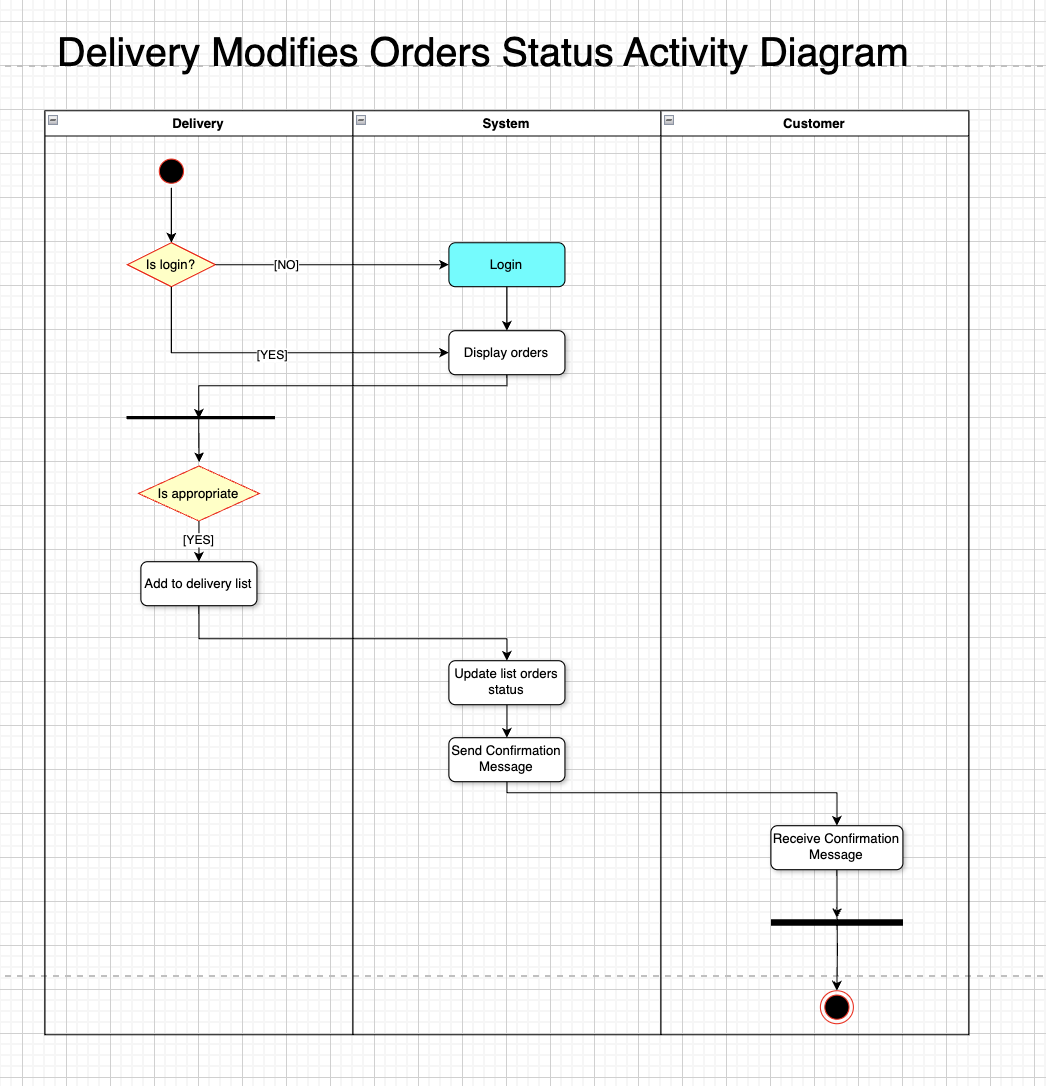 Delivery Modifies Orders Status Activity Diagram
Delivery
System
Customer
Is login?
[NO]
Login
[YES]
Display orders
Is appropriate
[YES]
Add to delivery list
Update list orders
status
Send Confirmation
Message
Receive Confirmation
Message